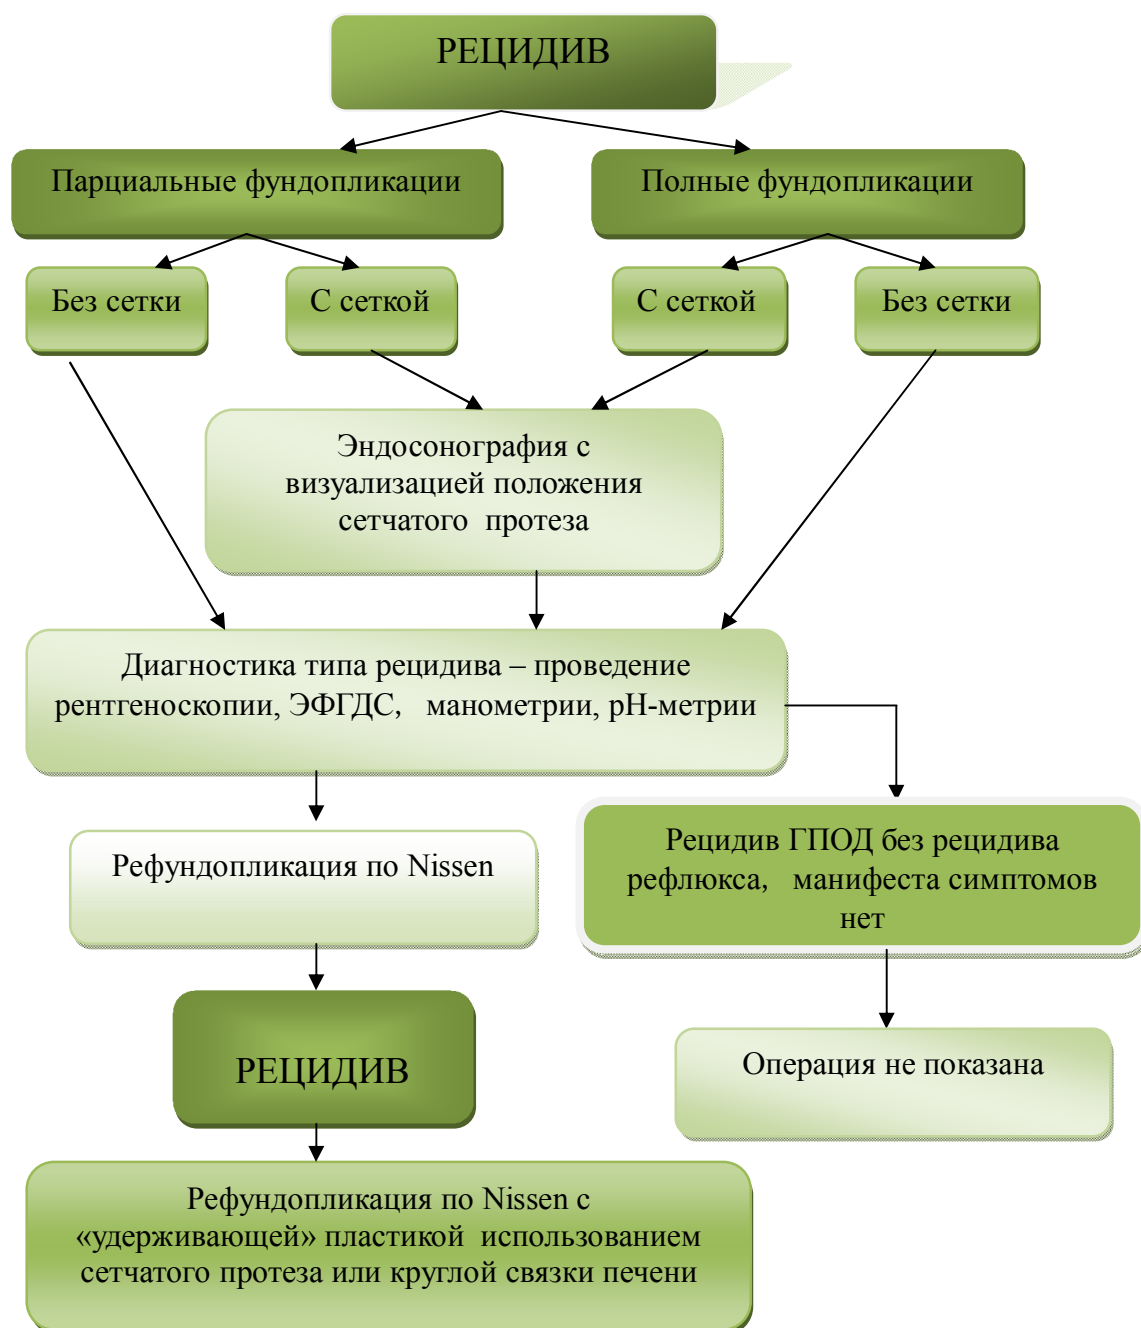 РЕЦИДИВ
Парциальные фундопликации
Полные фундопликации
Без сетки
С сеткой
С сеткой
Без сетки
Эндосонография с
визуализацией положения
сетчатого протеза
Диагностика типа рецидива – проведение
рентгеноскопии, ЭФГДС, манометрии, рН-метрии
Рефундопликация по Nissen
Рецидив ГПОД без рецидива
рефлюкса, манифеста симптомов
нет
РЕЦИДИВ
Операция не показана
Рефундопликация по Nissen с
«удерживающей» пластикой использованием
сетчатого протеза или круглой связки печени